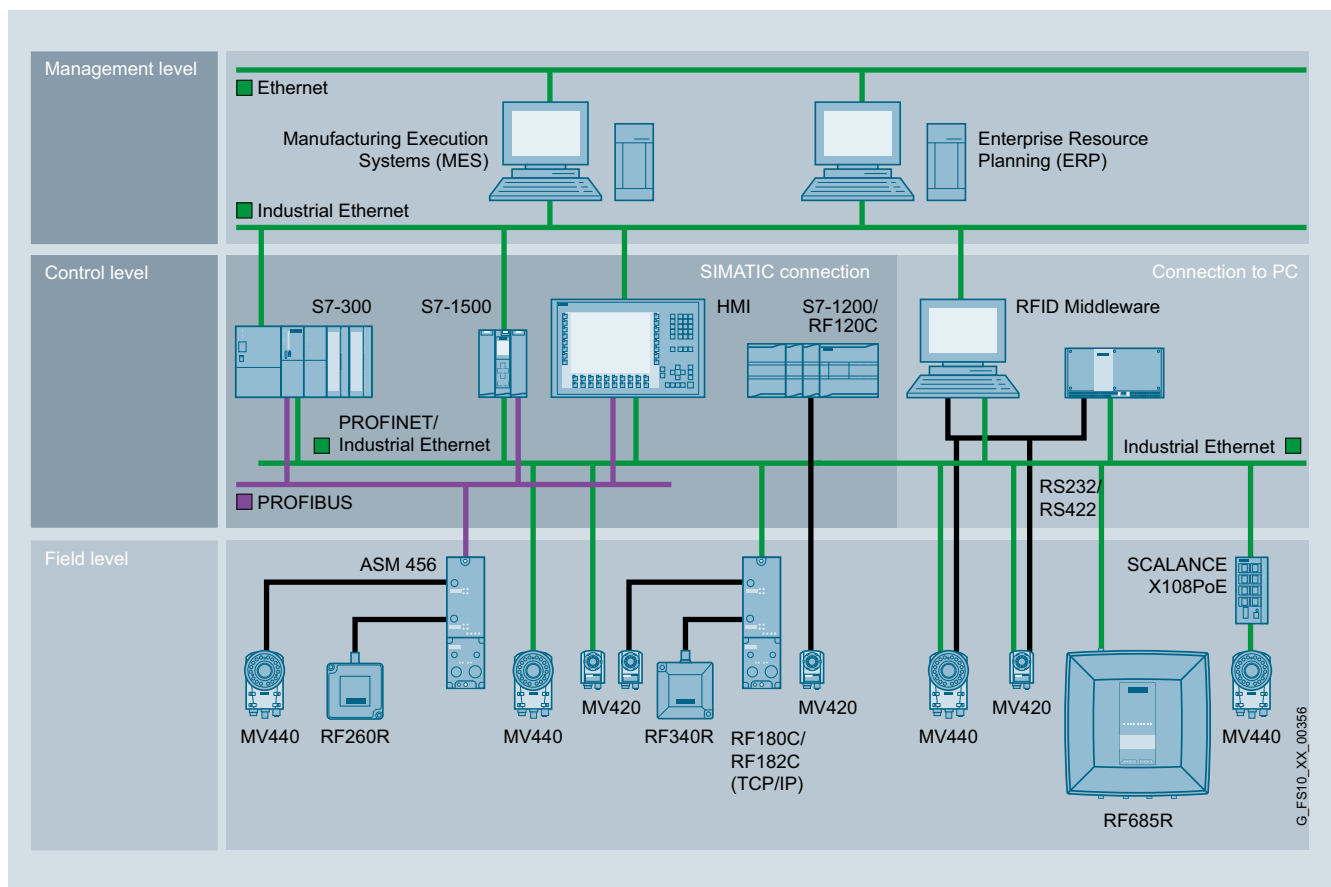 Management level
Ethernet
Manufacturing Execution
Systems (MES)
Enterprise Resource
Planning (ERP)
Industrial Ethernet
Control level
SIMATIC connection
Connection to PC
S7-300
S7-1500
HMI
S7-1200/
RF120C
RFID Middleware
PROFINET/
Industrial Ethernet
Industrial Ethernet
PROFIBUS
RS232/
RS422
Field level
ASM 456
SCALANCE
X108PoE
MV440
RF260R
MV440
MV420
RF340R
RF180C/
RF182C
(TCP/IP)
MV420
MV440
MV420
RF685R
MV440
G_FS10_XX_00356